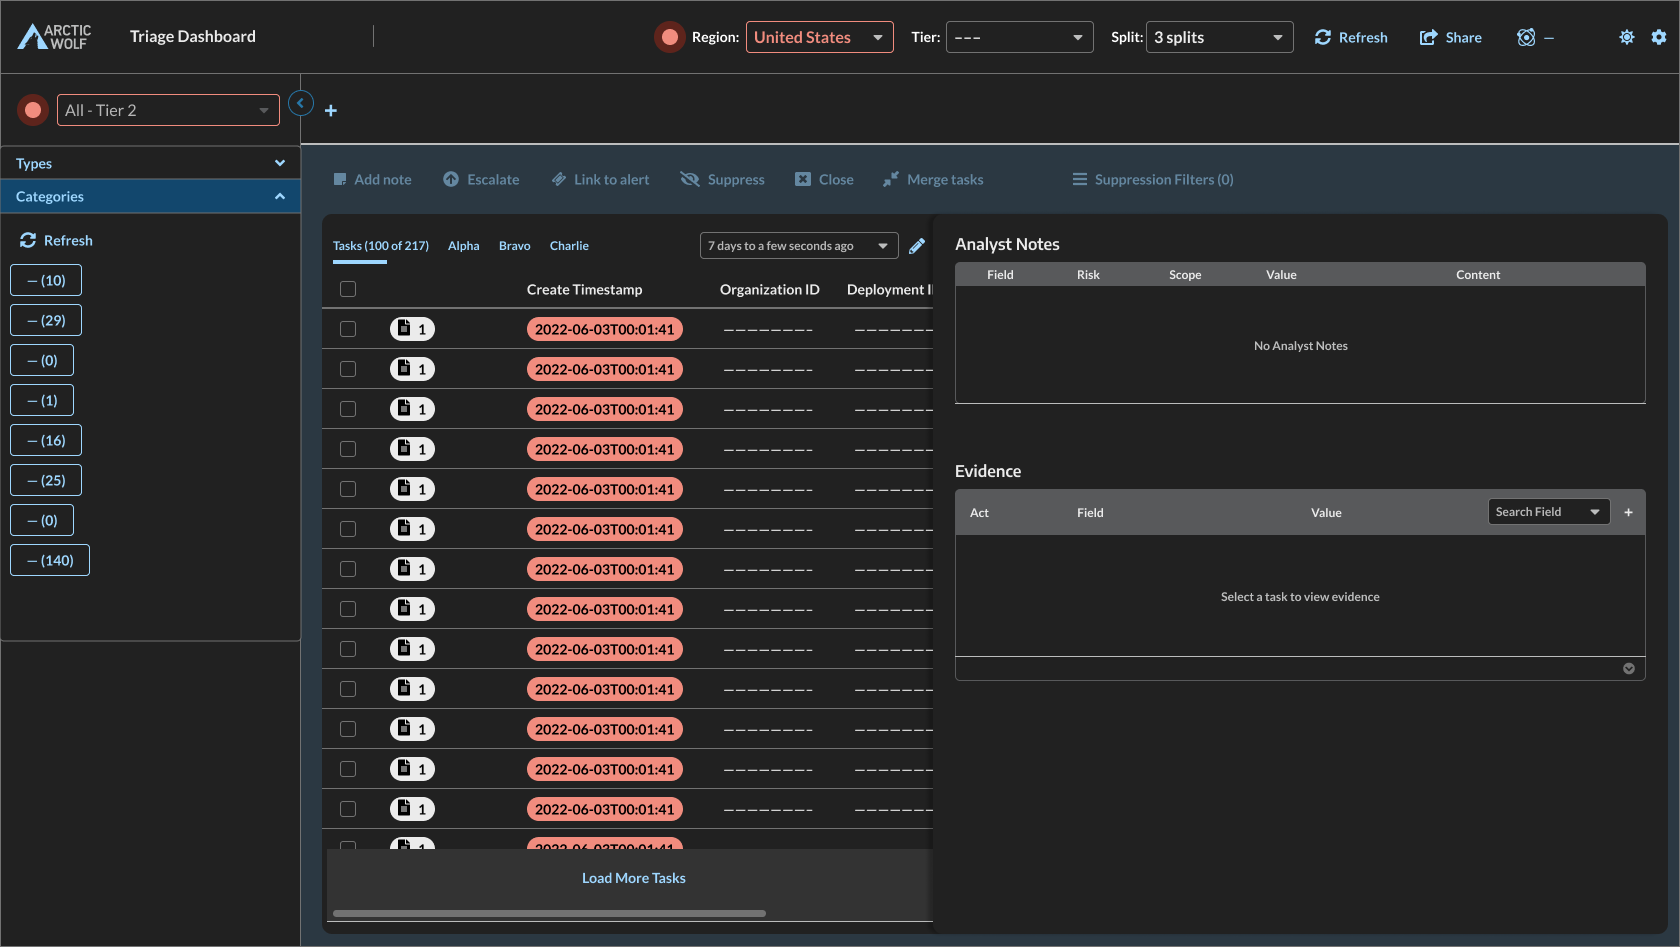 ARCTIC
WOLF
Triage Dashboard
Region: United States
Tier: ---
Split: 3 splits
Refresh
Share
—
All - Tier 2
+
Types
Categories
Refresh
— (10)
— (29)
— (0)
— (1)
— (16)
— (25)
— (0)
— (140)
Add note
Escalate
Link to alert
Suppress
Close
Merge tasks
Suppression Filters (0)
Tasks (100 of 217)
Alpha
Bravo
Charlie
7 days to a few seconds ago
Create Timestamp Organization ID Deployment I
1 2022-06-03T00:01:41 ———————– ——————
1 2022-06-03T00:01:41 ———————– ——————
1 2022-06-03T00:01:41 ———————– ——————
1 2022-06-03T00:01:41 ———————– ——————
1 2022-06-03T00:01:41 ———————– ——————
1 2022-06-03T00:01:41 ———————– ——————
1 2022-06-03T00:01:41 ———————– ——————
1 2022-06-03T00:01:41 ———————– ——————
1 2022-06-03T00:01:41 ———————– ——————
1 2022-06-03T00:01:41 ———————– ——————
1 2022-06-03T00:01:41 ———————– ——————
1 2022-06-03T00:01:41 ———————– ——————
1 2022-06-03T00:01:41 ———————– ——————
1 2022-06-03T00:01:41
Load More Tasks
Analyst Notes
Field Risk Scope Value Content
No Analyst Notes
Evidence
Act Field Value Search Field +
Select a task to view evidence